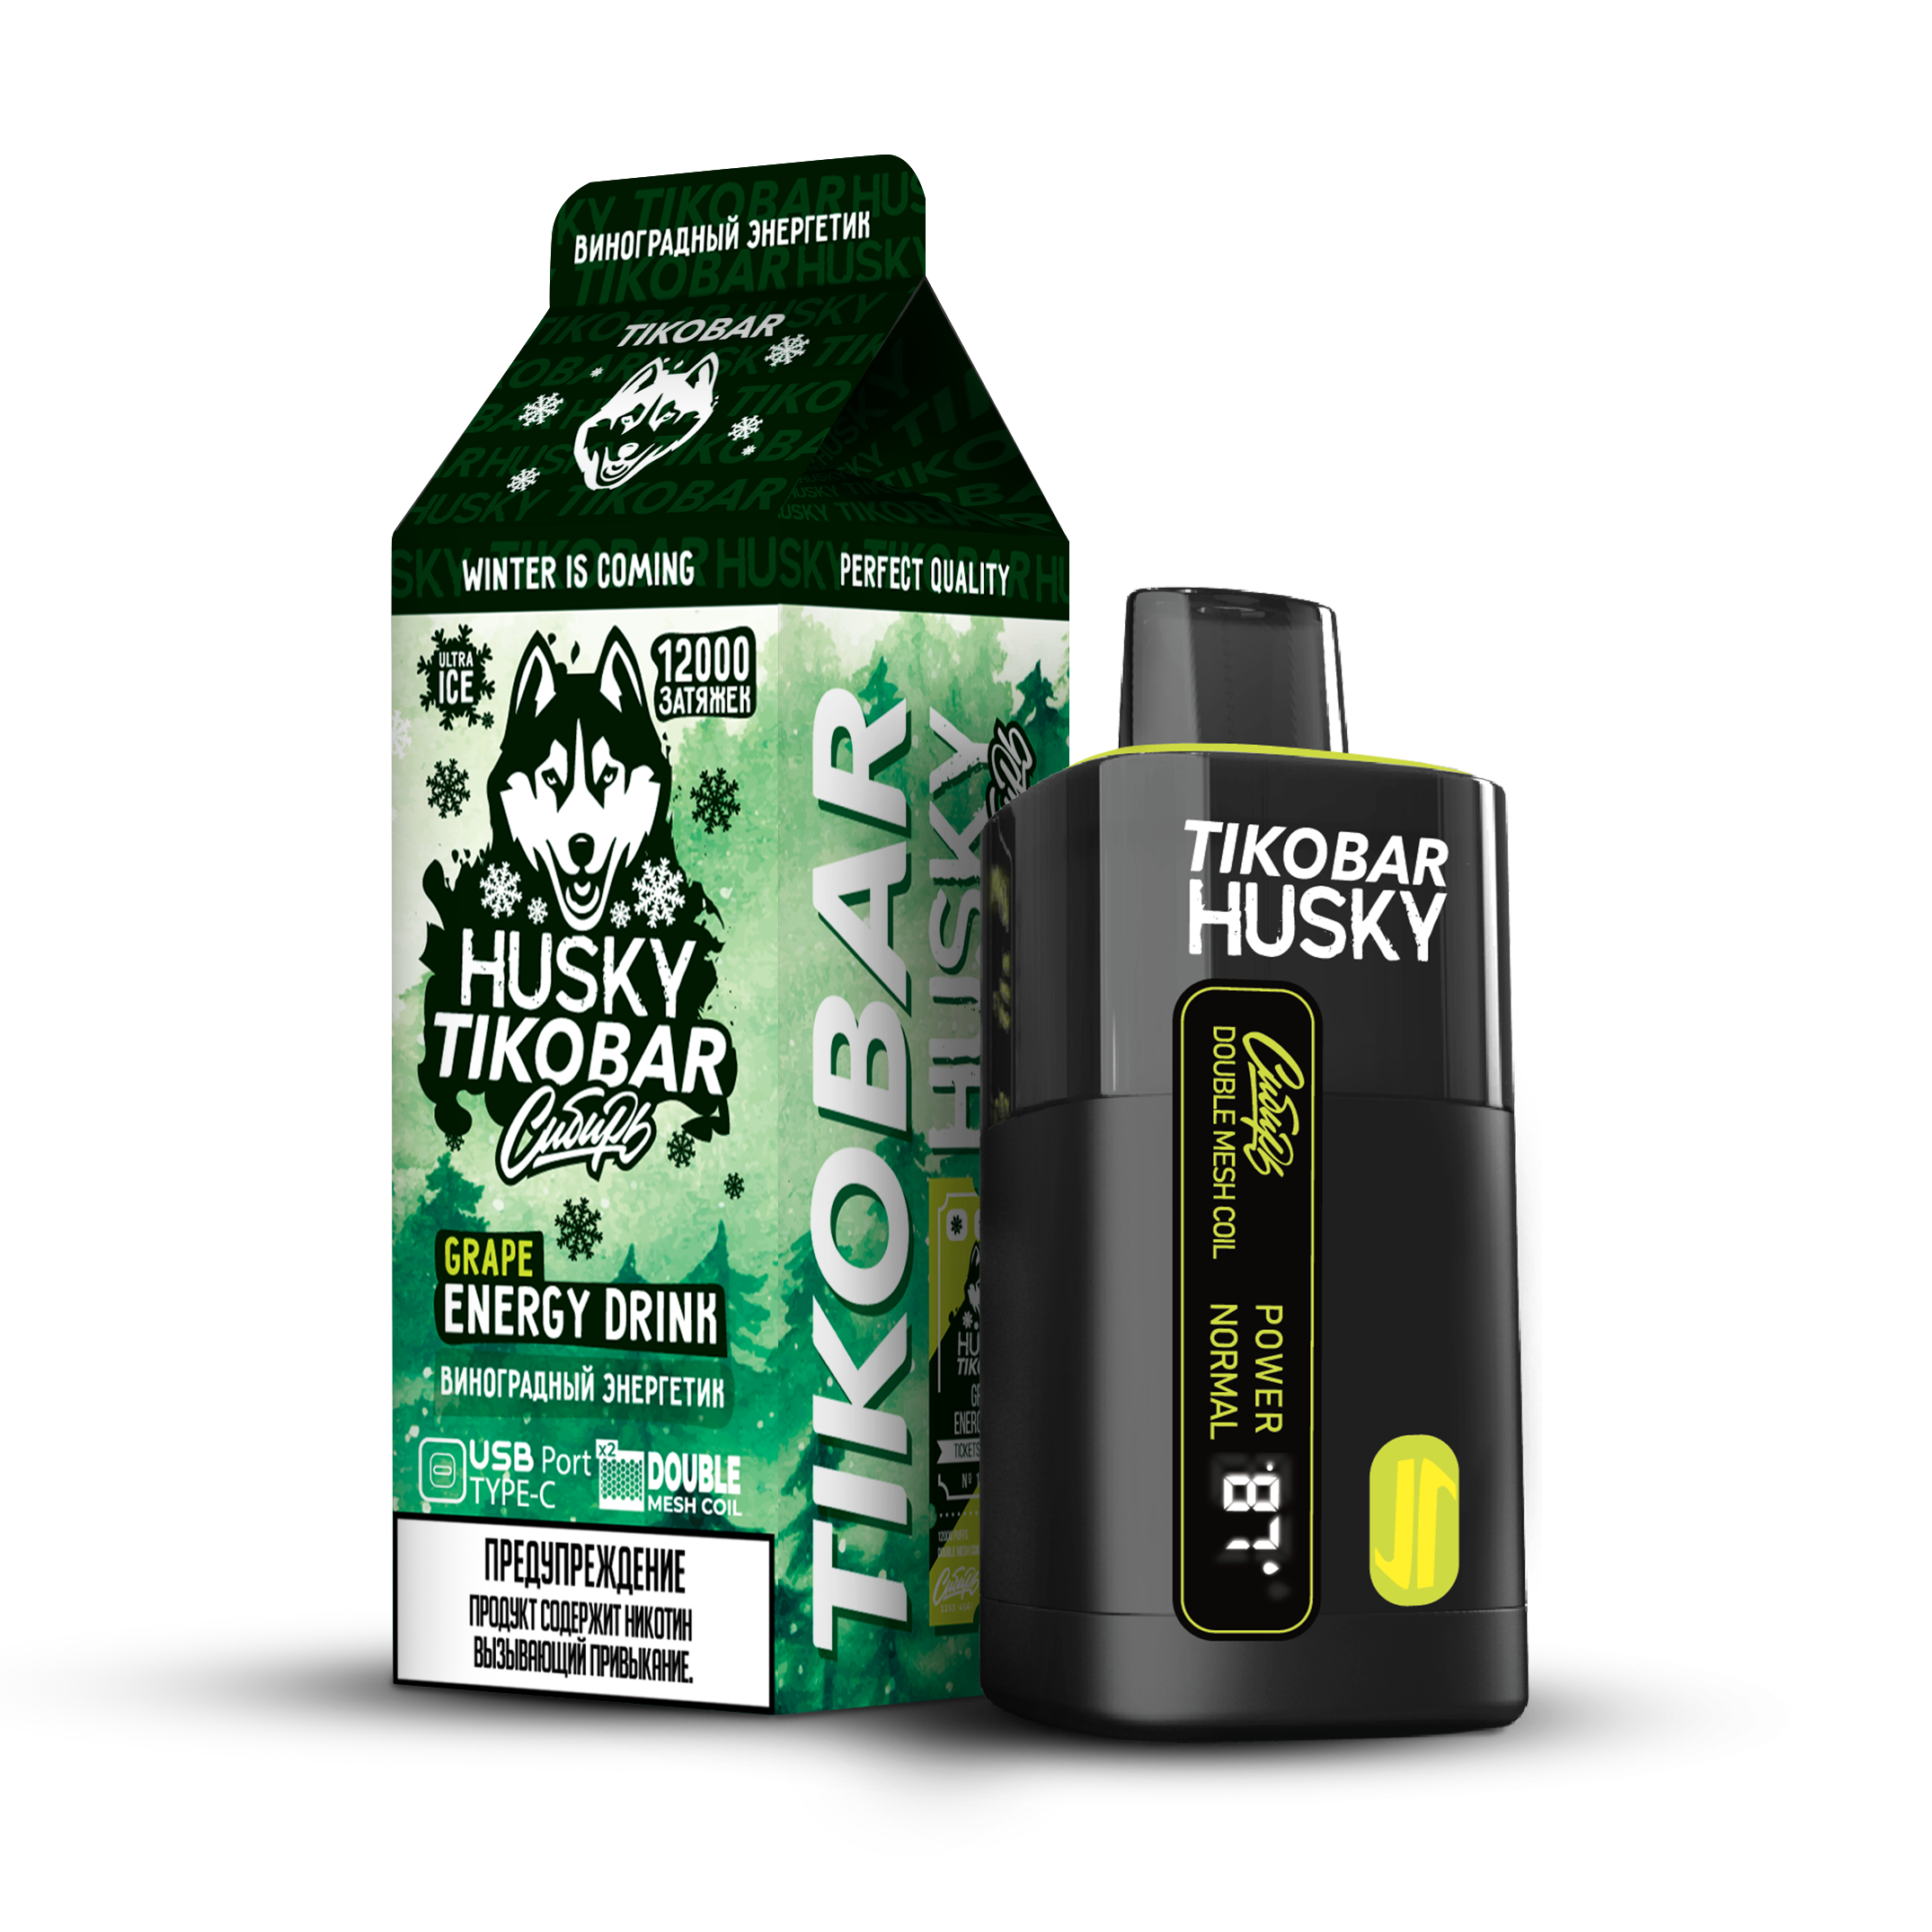 ВИНОГРАДНЫЙ ЭНЕРГЕТИК
TIKOBAR
WINTER IS COMING
PERFECT QUALITY
ULTRA
ICE
12000
ЗАТЯЖЕК
HUSKY
TIKOBAR
Сибирь
GRAPE
ENERGY DRINK
ВИНОГРАДНЫЙ ЭНЕРГЕТИК
USB Port
TYPE-C
x2
DOUBLE
MESH COIL
ПРЕДУПРЕЖДЕНИЕ
ПРОДУКТ СОДЕРЖИТ НИКОТИН
ВЫЗЫВАЮЩИЙ ПРИВЫКАНИЕ.
TIKOBAR
HUSKY
TIKOBAR
HUSKY
Сибирь
DOUBLE MESH COIL
POWER
NORMAL